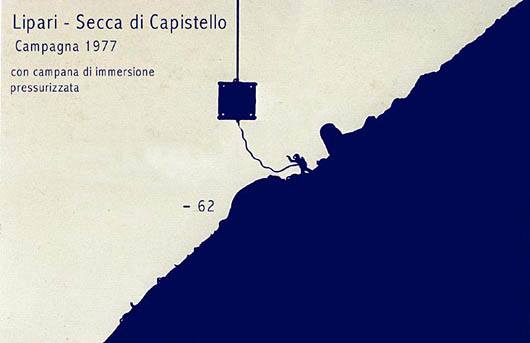 Lipari - Secca di Capistello
Campagna 1977
con campana di immersione
pressurizzata
- 62